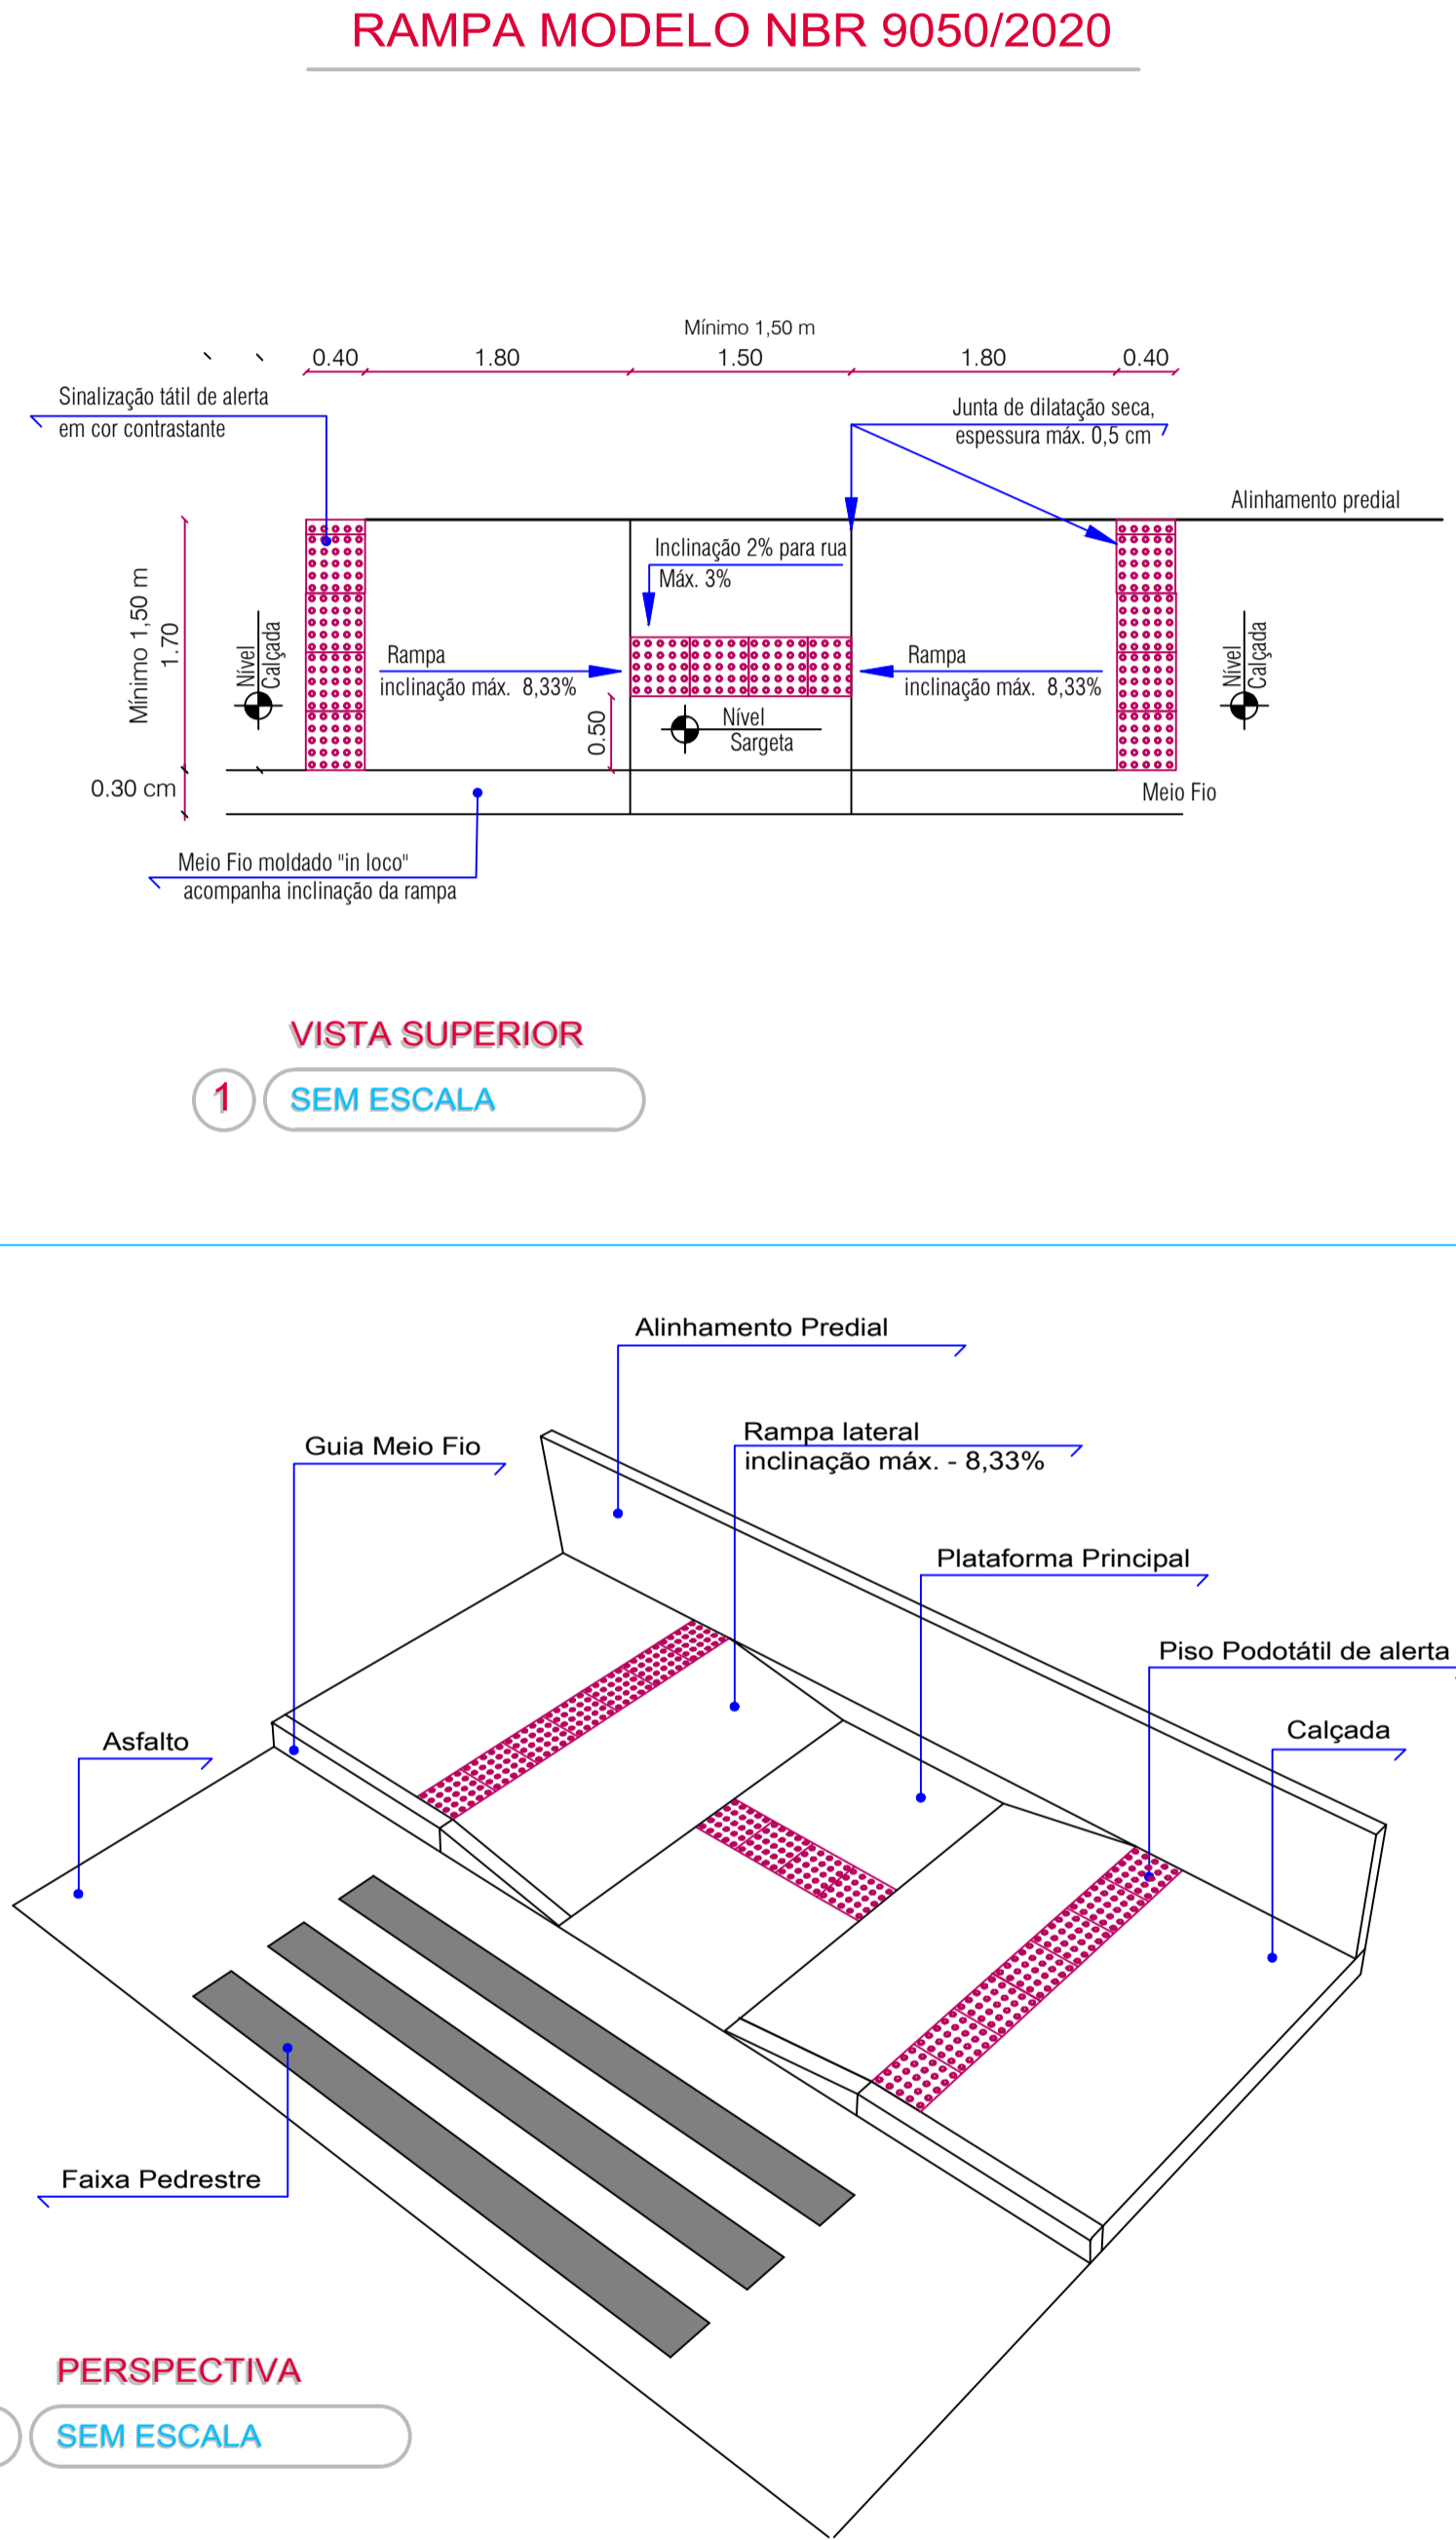 RAMPA MODELO NBR 9050/2020
Mínimo 1,50 m
0.40
1.80
1.50
1.80
0.40
Sinalização tátil de alerta
em cor contrastante
Junta de dilatação seca,
espessura máx. 0,5 cm
Alinhamento predial
Inclinação 2% para rua
Máx. 3%
Mínimo 1,50 m
1.70
Nível
Calçada
Rampa
inclinação máx. 8,33%
Rampa
inclinação máx. 8,33%
Nível
Calçada
0.50
Nível
Sargeta
0.30 cm
Meio Fio
Meio Fio moldado "in loco"
acompanha inclinação da rampa
VISTA SUPERIOR
1
SEM ESCALA
Alinhamento Predial
Guia Meio Fio
Rampa lateral
inclinação máx. - 8,33%
Plataforma Principal
Piso Podotátil de alerta
Asfalto
Calçada
Faixa Pedrestre
PERSPECTIVA
SEM ESCALA